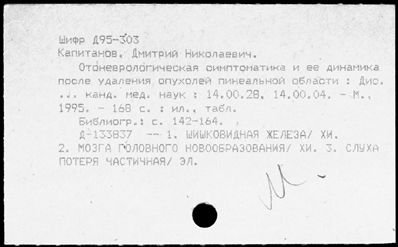 Шифр Д95-303
Капитанов, Дмитрий Николаевич.
Отоневрологическая симптоматика и ее динамика
после удаления опухолей пинеальной области : Дис.
... канд. мед. наук : 14.00.28, 14.00.04. - М.,
1995. - 168 с. : ил., табл.
Библиогр.: с. 142-164.
Д-133837 -- 1. ШИШКОВИДНАЯ ЖЕЛЕЗА/ ХИ.
2. МОЗГА ГОЛОВНОГО НОВООБРАЗОВАНИЯ/ ХИ. 3. СЛУХА
ПОТЕРЯ ЧАСТИЧНАЯ/ ЭЛ.
М.